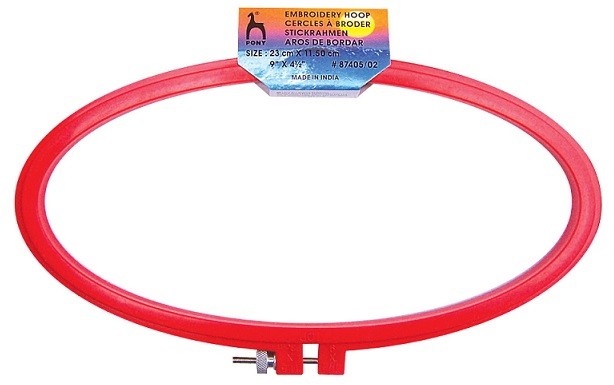 PONY
EMBROIDERY HOOP
CERCLES À BRODER
STICKRAHMEN
AROS DE BORDAR
SIZE : 23 cm X 11.50 cm
9" X 4½" # 87405/02
MADE IN INDIA